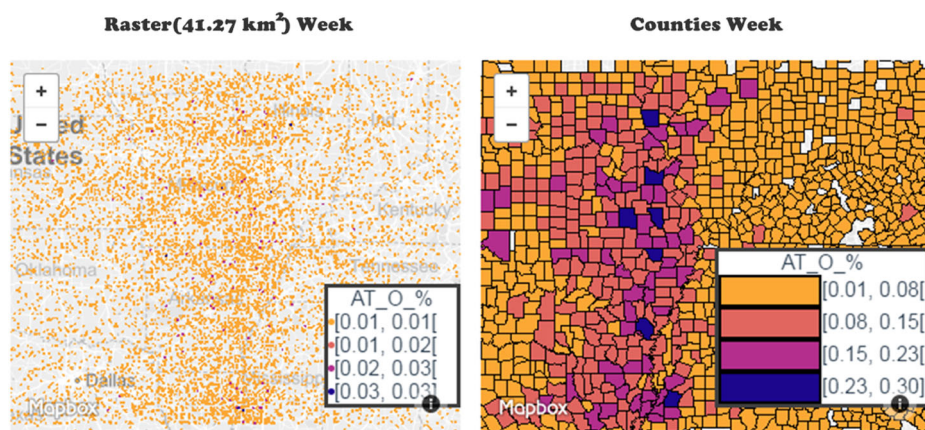 Raster(41.27 km²) Week
Counties Week
+
−
United
States
Kentucky
Oklahoma
Tennessee
Dallas
Mapbox
AT_O_%
[0.01, 0.01[
[0.01, 0.02[
[0.02, 0.03[
[0.03, 0.03]
i
+
−
Mapbox
AT_O_%
[0.01, 0.08[
[0.08, 0.15[
[0.15, 0.23[
[0.23, 0.30]
i